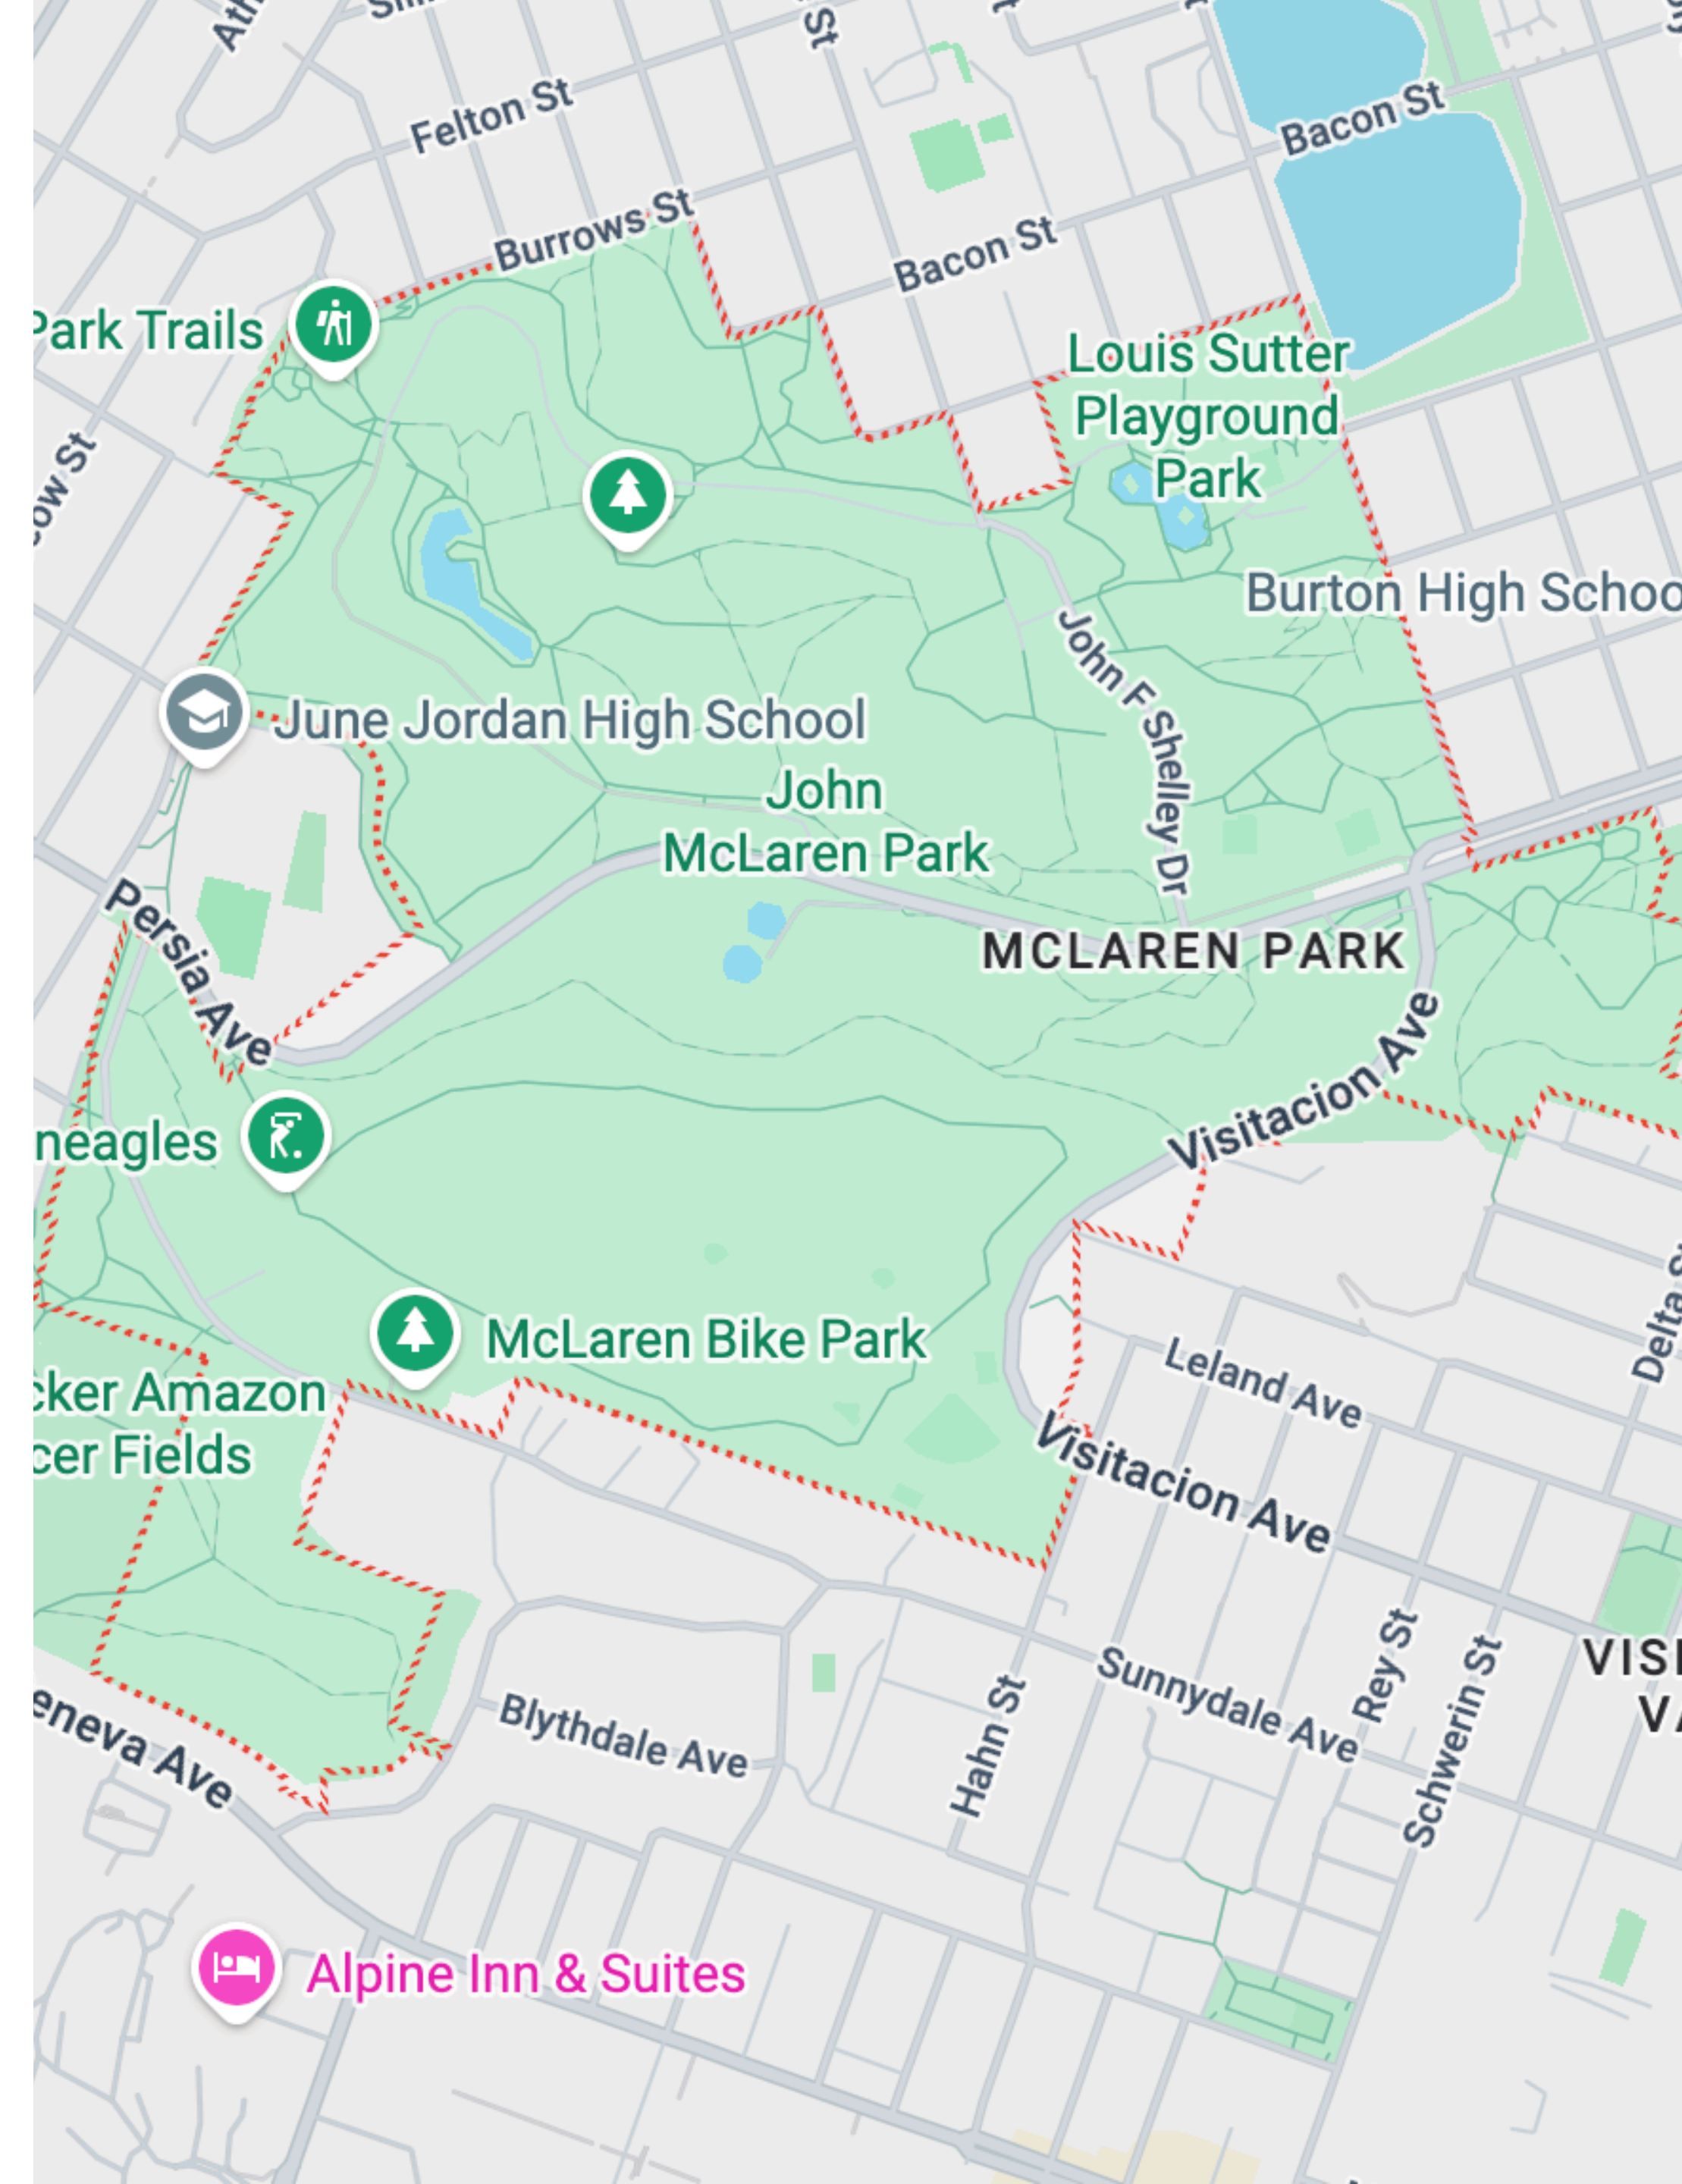 Felton St
St
Bacon St
Burrows St
Bacon St
Park Trails
Louis Sutter
Playground
Park
Burton High Schoo
John F Shelley Dr
June Jordan High School
John
McLaren Park
Persia Ave
MCLAREN PARK
Visitacion Ave
neagles
McLaren Bike Park
Leland Ave
Delta S
cker Amazon
cer Fields
Visitacion Ave
eneva Ave
Blythdale Ave
Hahn St
Sunnydale Ave
Rey St
Schwerin St
VISI
VA
Alpine Inn & Suites